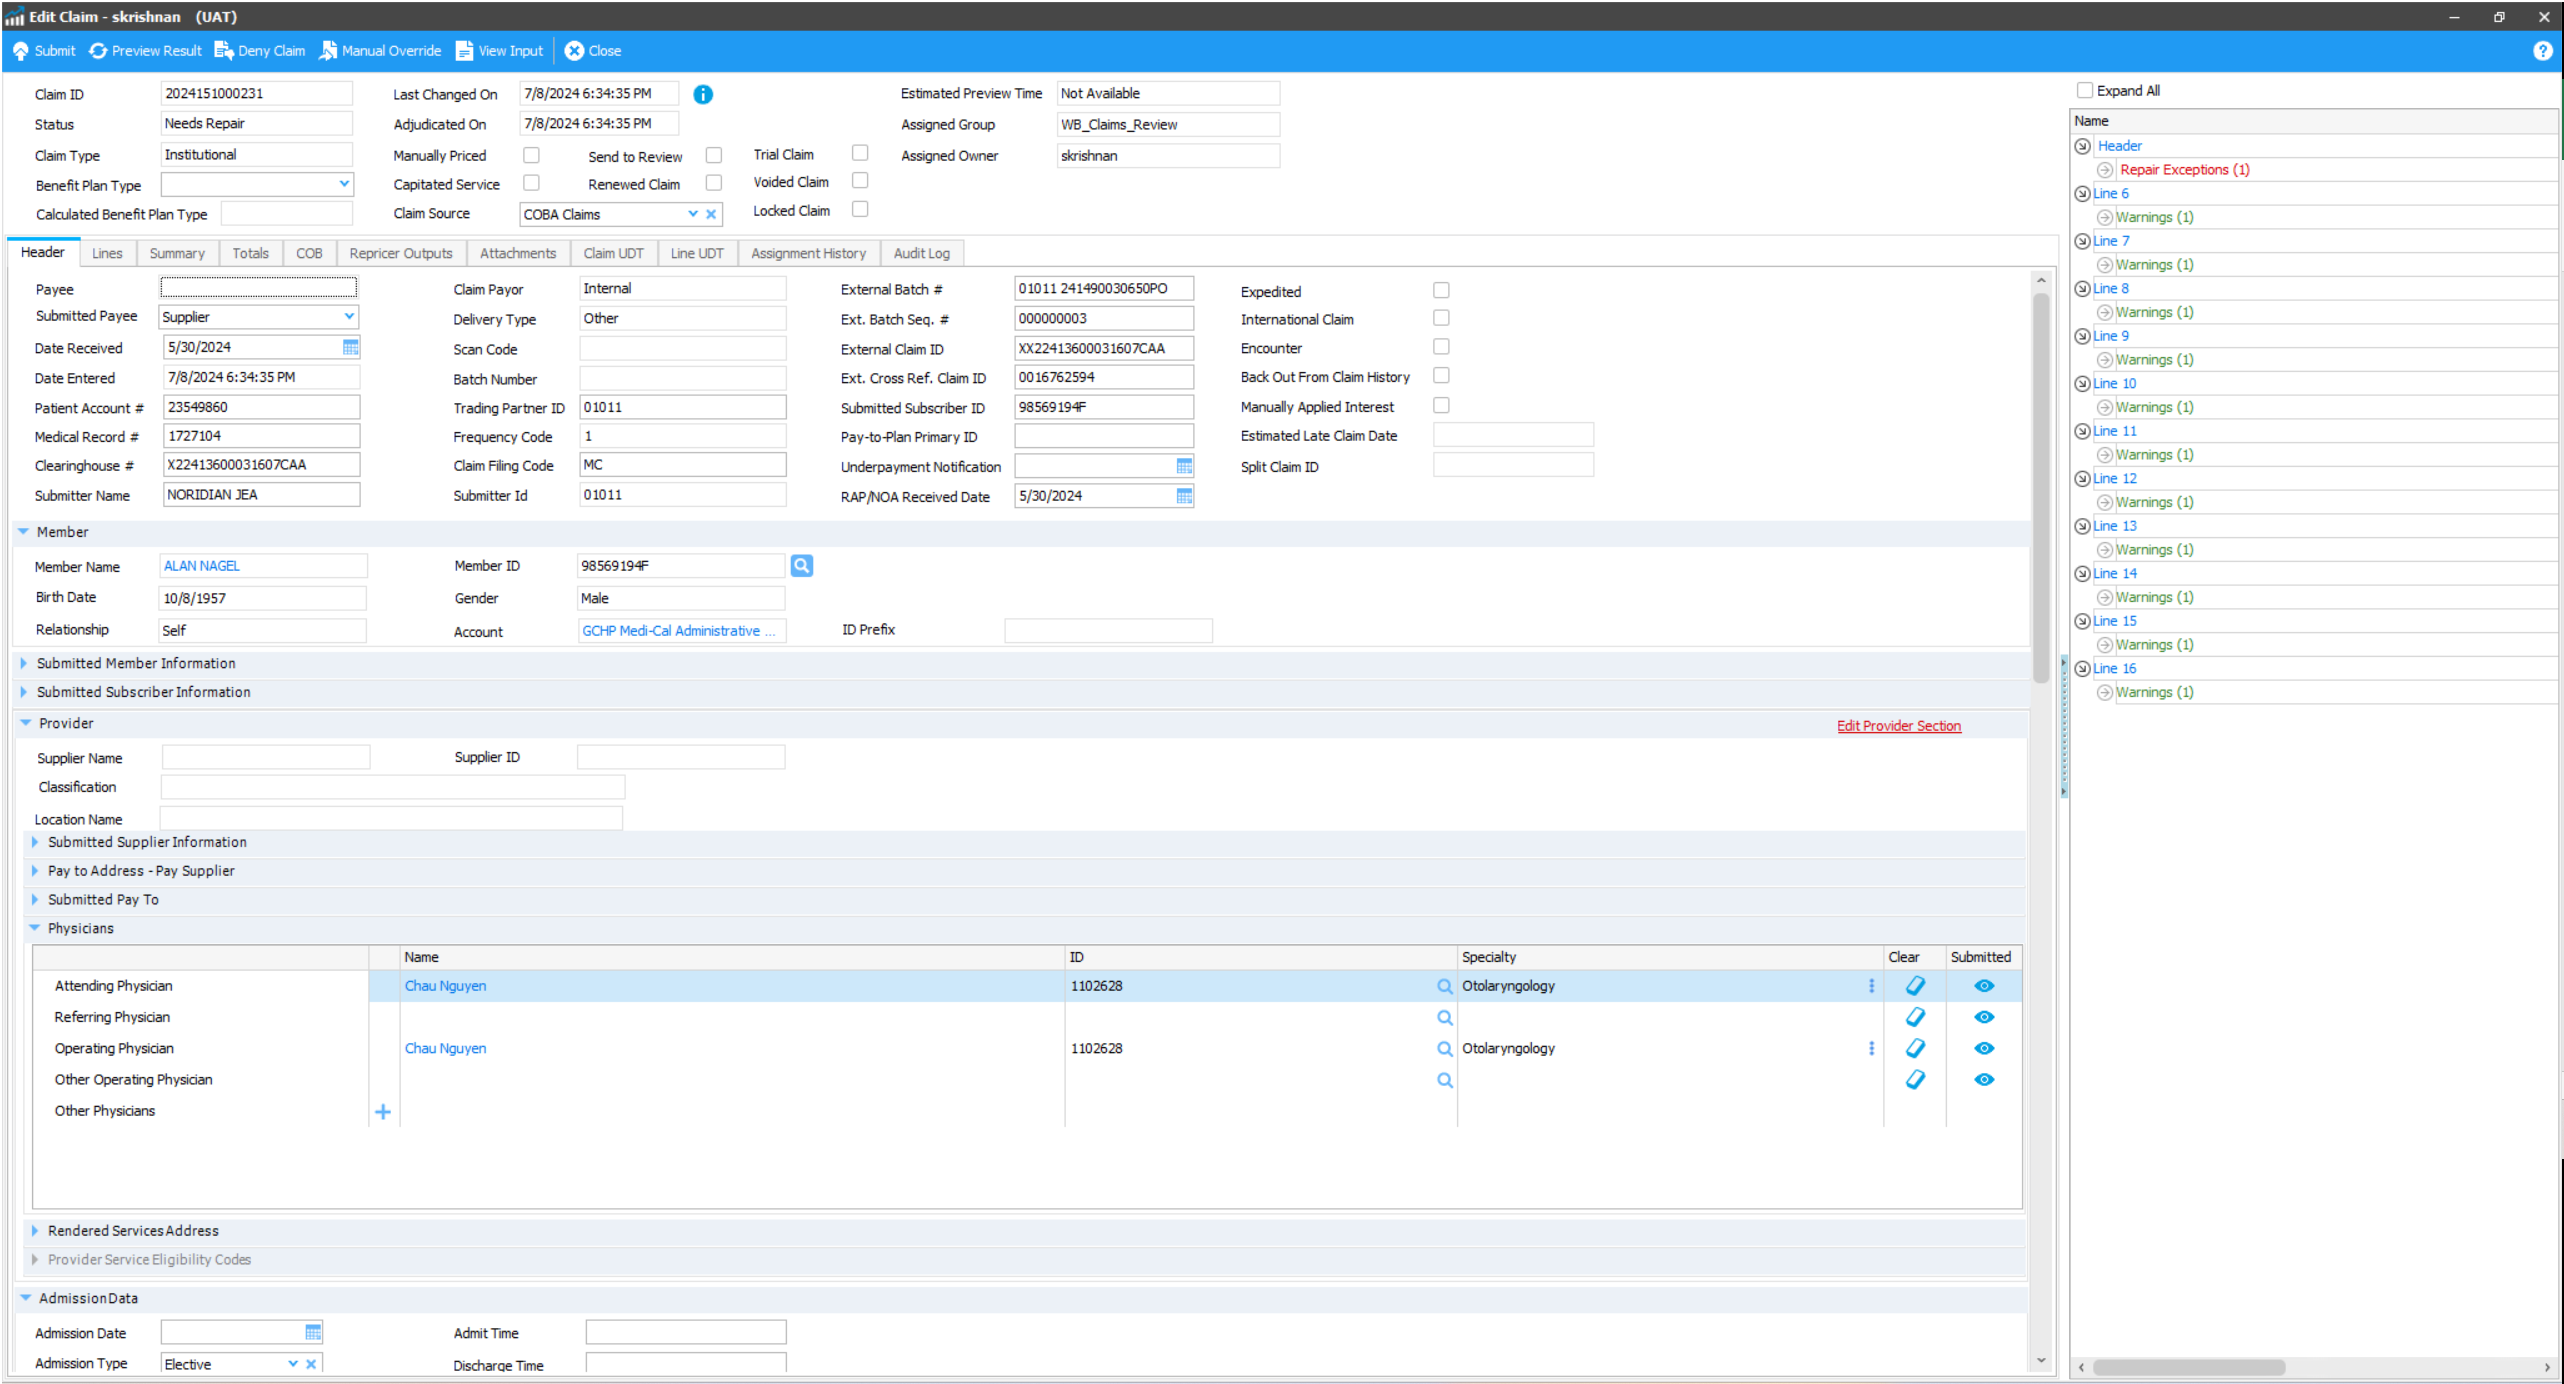 Edit Claim - skrishnan (UAT)
Submit Preview Result Deny Claim Manual Override View Input Close
Claim ID 2024151000231 Last Changed On 7/8/2024 6:34:35 PM Estimated Preview Time Not Available
Status Needs Repair Adjudicated On 7/8/2024 6:34:35 PM Assigned Group WB_Claims_Review
Claim Type Institutional Manually Priced Send to Review Trial Claim Assigned Owner skrishnan
Benefit Plan Type Capitated Service Renewed Claim Voided Claim
Calculated Benefit Plan Type Claim Source COBA Claims Locked Claim
Header Lines Summary Totals COB Repricer Outputs Attachments Claim UDT Line UDT Assignment History Audit Log
Payee Claim Payor Internal External Batch # 01011 241490030650PO Expedited
Submitted Payee Supplier Delivery Type Other Ext. Batch Seq. # 000000003 International Claim
Date Received 5/30/2024 Scan Code External Claim ID XX22413600031607CAA Encounter
Date Entered 7/8/2024 6:34:35 PM Batch Number Ext. Cross Ref. Claim ID 0016762594 Back Out From Claim History
Patient Account # 23549860 Trading Partner ID 01011 Submitted Subscriber ID 98569194F Manually Applied Interest
Medical Record # 1727104 Frequency Code 1 Pay-to-Plan Primary ID Estimated Late Claim Date
Clearinghouse # X22413600031607CAA Claim Filing Code MC Underpayment Notification Split Claim ID
Submitter Name NORIDIAN JEA Submitter Id 01011 RAP/NOA Received Date 5/30/2024
Member
Member Name ALAN NAGEL Member ID 98569194F
Birth Date 10/8/1957 Gender Male
Relationship Self Account GCHP Medi-Cal Administrative ... ID Prefix
Submitted Member Information
Submitted Subscriber Information
Provider Edit Provider Section
Supplier Name Supplier ID
Classification
Location Name
Submitted Supplier Information
Pay to Address - Pay Supplier
Submitted Pay To
Physicians
Name ID Specialty Clear Submitted
Attending Physician Chau Nguyen 1102628 Otolaryngology
Referring Physician
Operating Physician Chau Nguyen 1102628 Otolaryngology
Other Operating Physician
Other Physicians
Rendered Services Address
Provider Service Eligibility Codes
Admission Data
Admission Date Admit Time
Admission Type Elective Discharge Time
Expand All
Name
Header
Repair Exceptions (1)
Line 6
Warnings (1)
Line 7
Warnings (1)
Line 8
Warnings (1)
Line 9
Warnings (1)
Line 10
Warnings (1)
Line 11
Warnings (1)
Line 12
Warnings (1)
Line 13
Warnings (1)
Line 14
Warnings (1)
Line 15
Warnings (1)
Line 16
Warnings (1)